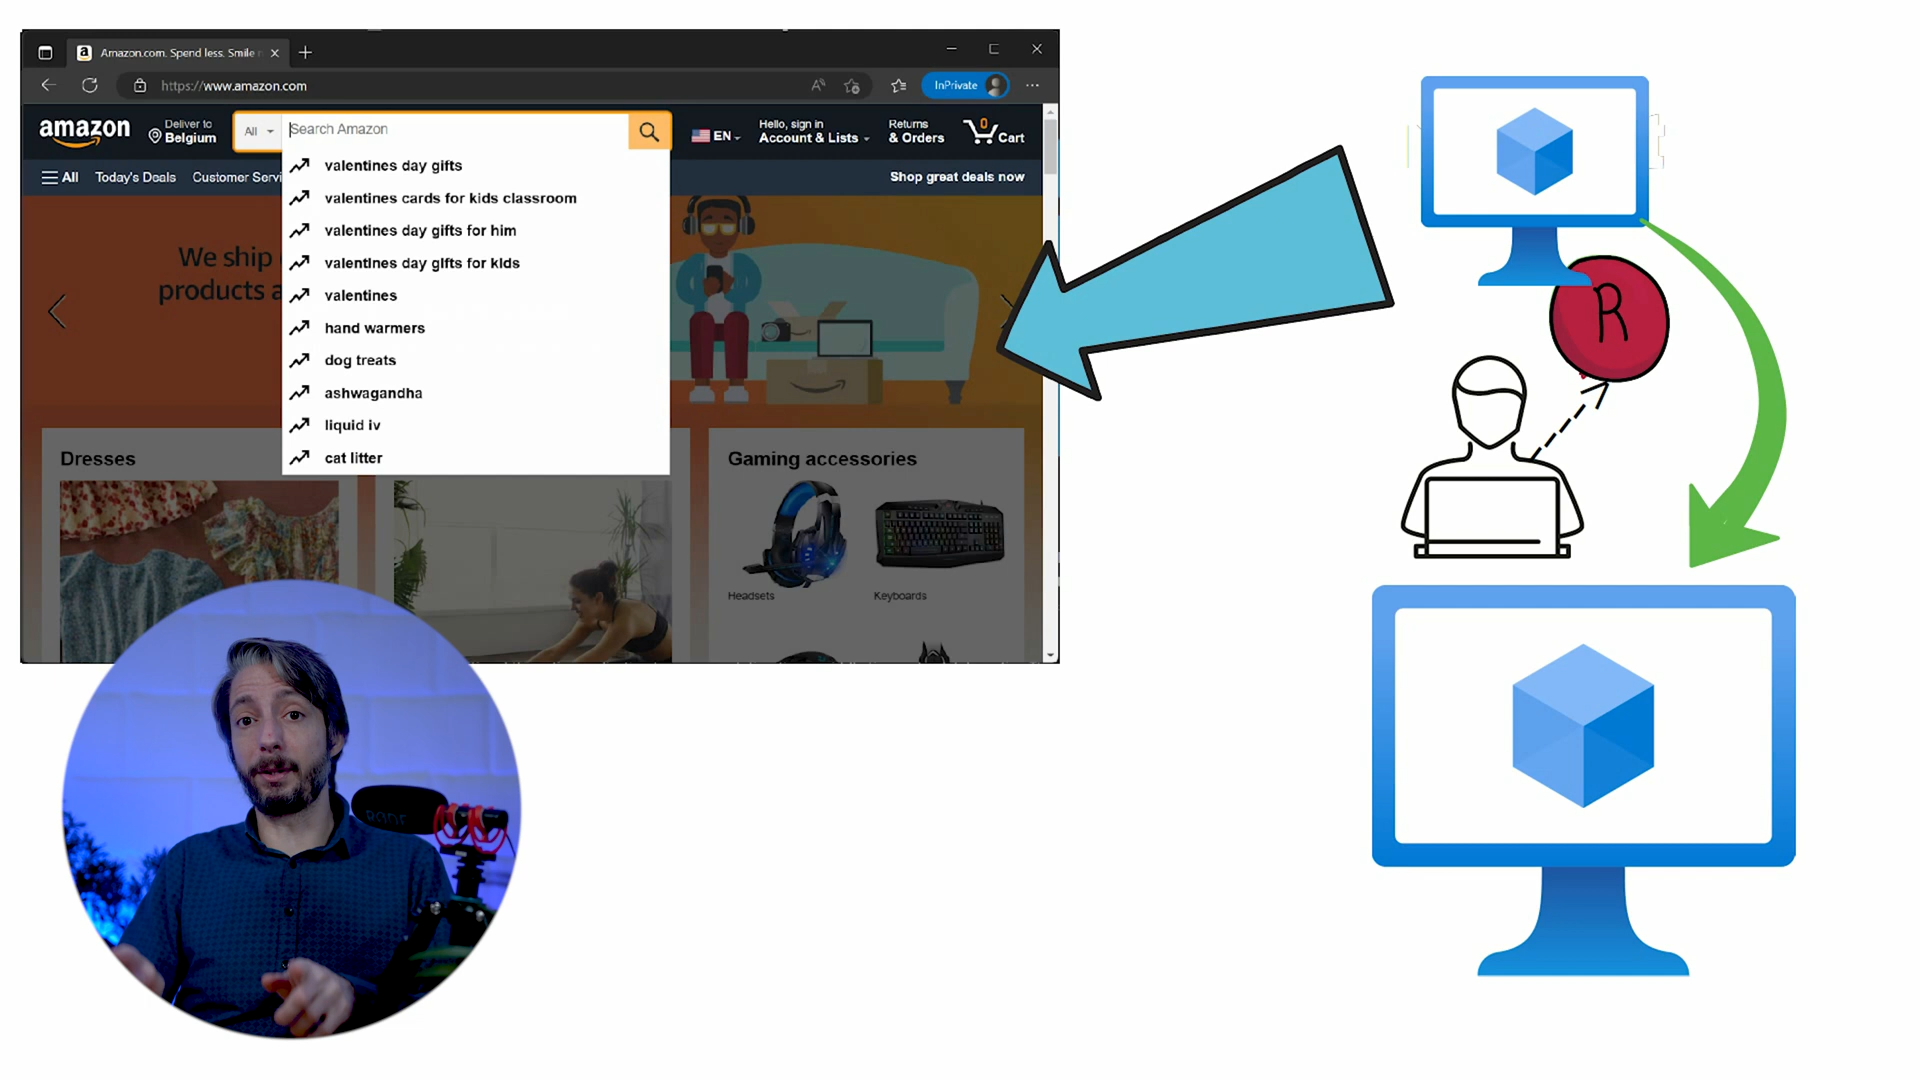 Amazon.com. Spend less. Smile
https://www.amazon.com
InPrivate
amazon
Deliver to
Belgium
All
Search Amazon
EN
Hello, sign in
Account & Lists
Returns
& Orders
0
Cart
All
Today's Deals
Customer Servi
Shop great deals now
valentines day gifts
valentines cards for kids classroom
valentines day gifts for him
valentines day gifts for kids
valentines
hand warmers
dog treats
ashwagandha
liquid iv
cat litter
We ship
products a
Dresses
Gaming accessories
Headsets
Keyboards
R
RODE